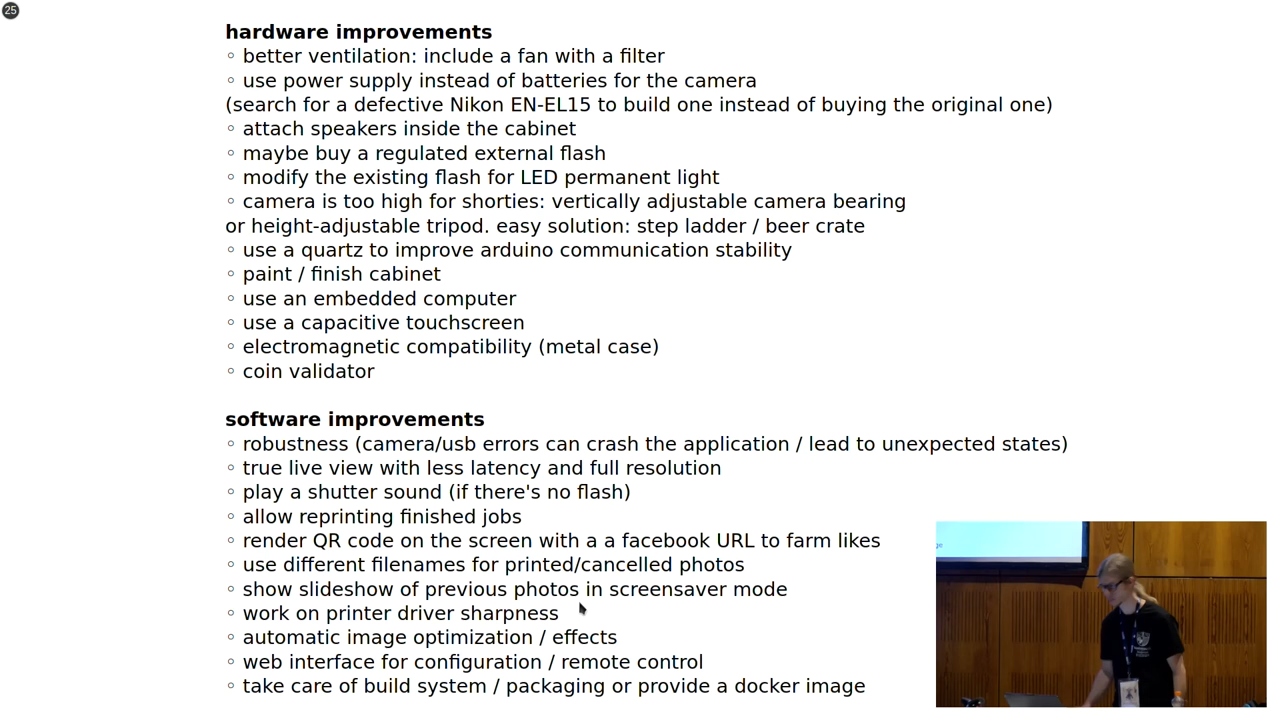 25
hardware improvements
◦ better ventilation: include a fan with a filter
◦ use power supply instead of batteries for the camera
(search for a defective Nikon EN-EL15 to build one instead of buying the original one)
◦ attach speakers inside the cabinet
◦ maybe buy a regulated external flash
◦ modify the existing flash for LED permanent light
◦ camera is too high for shorties: vertically adjustable camera bearing
or height-adjustable tripod. easy solution: step ladder / beer crate
◦ use a quartz to improve arduino communication stability
◦ paint / finish cabinet
◦ use an embedded computer
◦ use a capacitive touchscreen
◦ electromagnetic compatibility (metal case)
◦ coin validator
software improvements
◦ robustness (camera/usb errors can crash the application / lead to unexpected states)
◦ true live view with less latency and full resolution
◦ play a shutter sound (if there's no flash)
◦ allow reprinting finished jobs
◦ render QR code on the screen with a a facebook URL to farm likes
◦ use different filenames for printed/cancelled photos
◦ show slideshow of previous photos in screensaver mode
◦ work on printer driver sharpness
◦ automatic image optimization / effects
◦ web interface for configuration / remote control
◦ take care of build system / packaging or provide a docker image